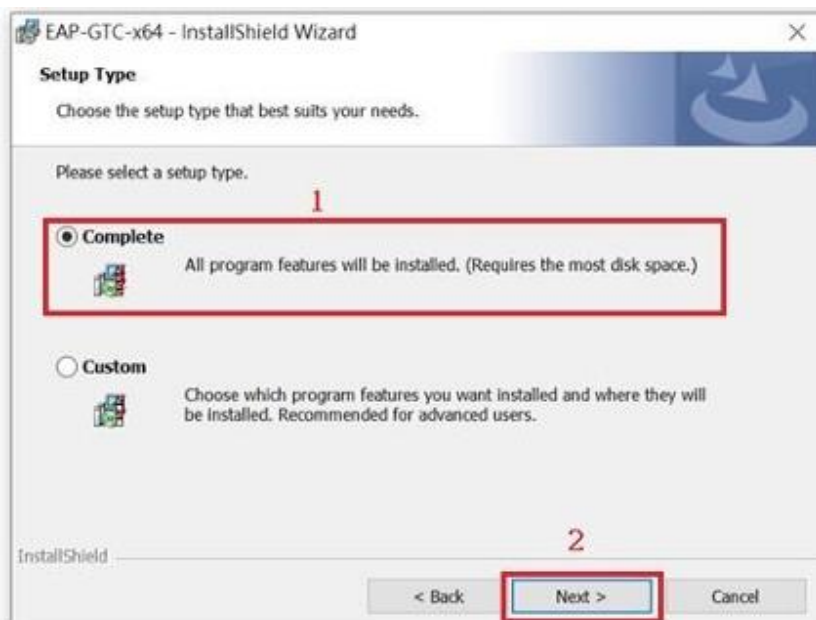 EAP-GTC-x64 - InstallShield Wizard
Setup Type
Choose the setup type that best suits your needs.
Please select a setup type.
1
Complete
All program features will be installed. (Requires the most disk space.)
Custom
Choose which program features you want installed and where they will
be installed. Recommended for advanced users.
2
InstallShield
< Back
Next >
Cancel